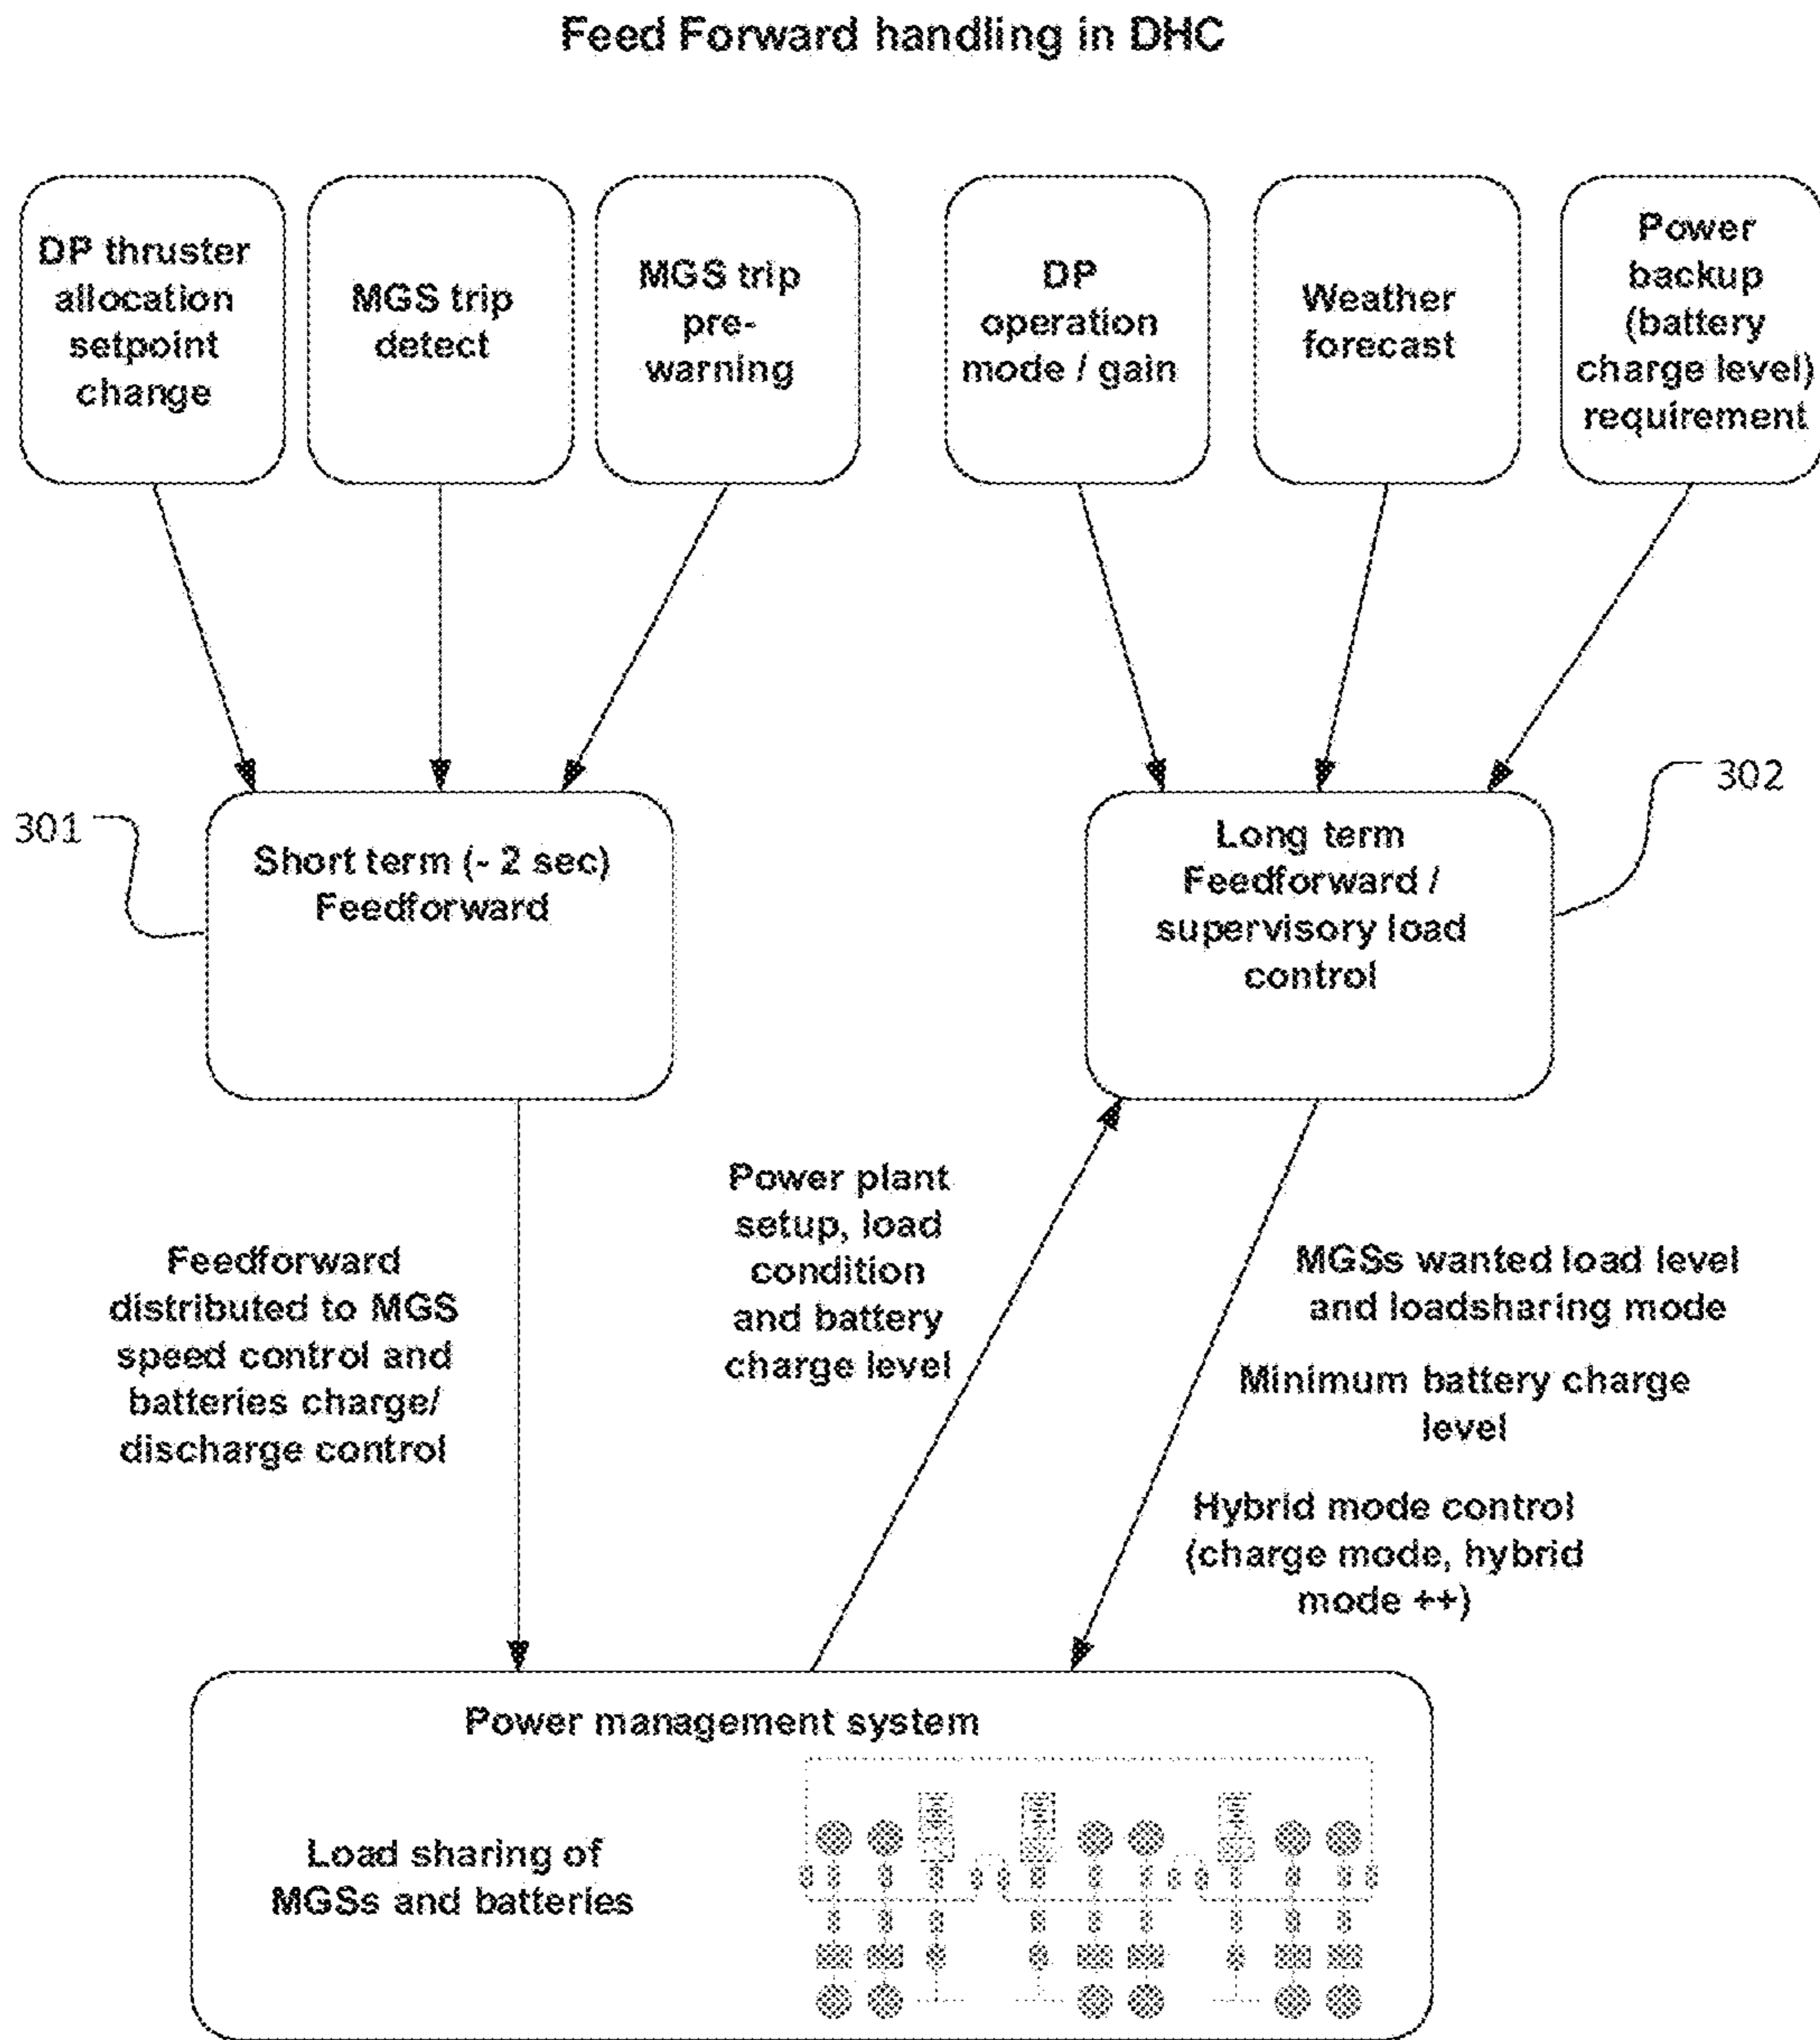 Feed Forward handling in DHC
DP thruster
allocation
setpoint
change
MGS trip
detect
MGS trip
pre-
warning
DP
operation
mode / gain
Weather
forecast
Power
backup
(battery
charge level)
requirement
301
Short term (- 2 sec)
Feedforward
Long term
Feedforward /
supervisory load
control
302
Feedforward
distributed to MGS
speed control and
batteries charge/
discharge control
Power plant
setup, load
condition
and battery
charge level
MGSs wanted load level
and loadsharing mode
Minimum battery charge
level
Hybrid mode control
(charge mode, hybrid
mode ++)
Power management system
Load sharing of
MGSs and batteries